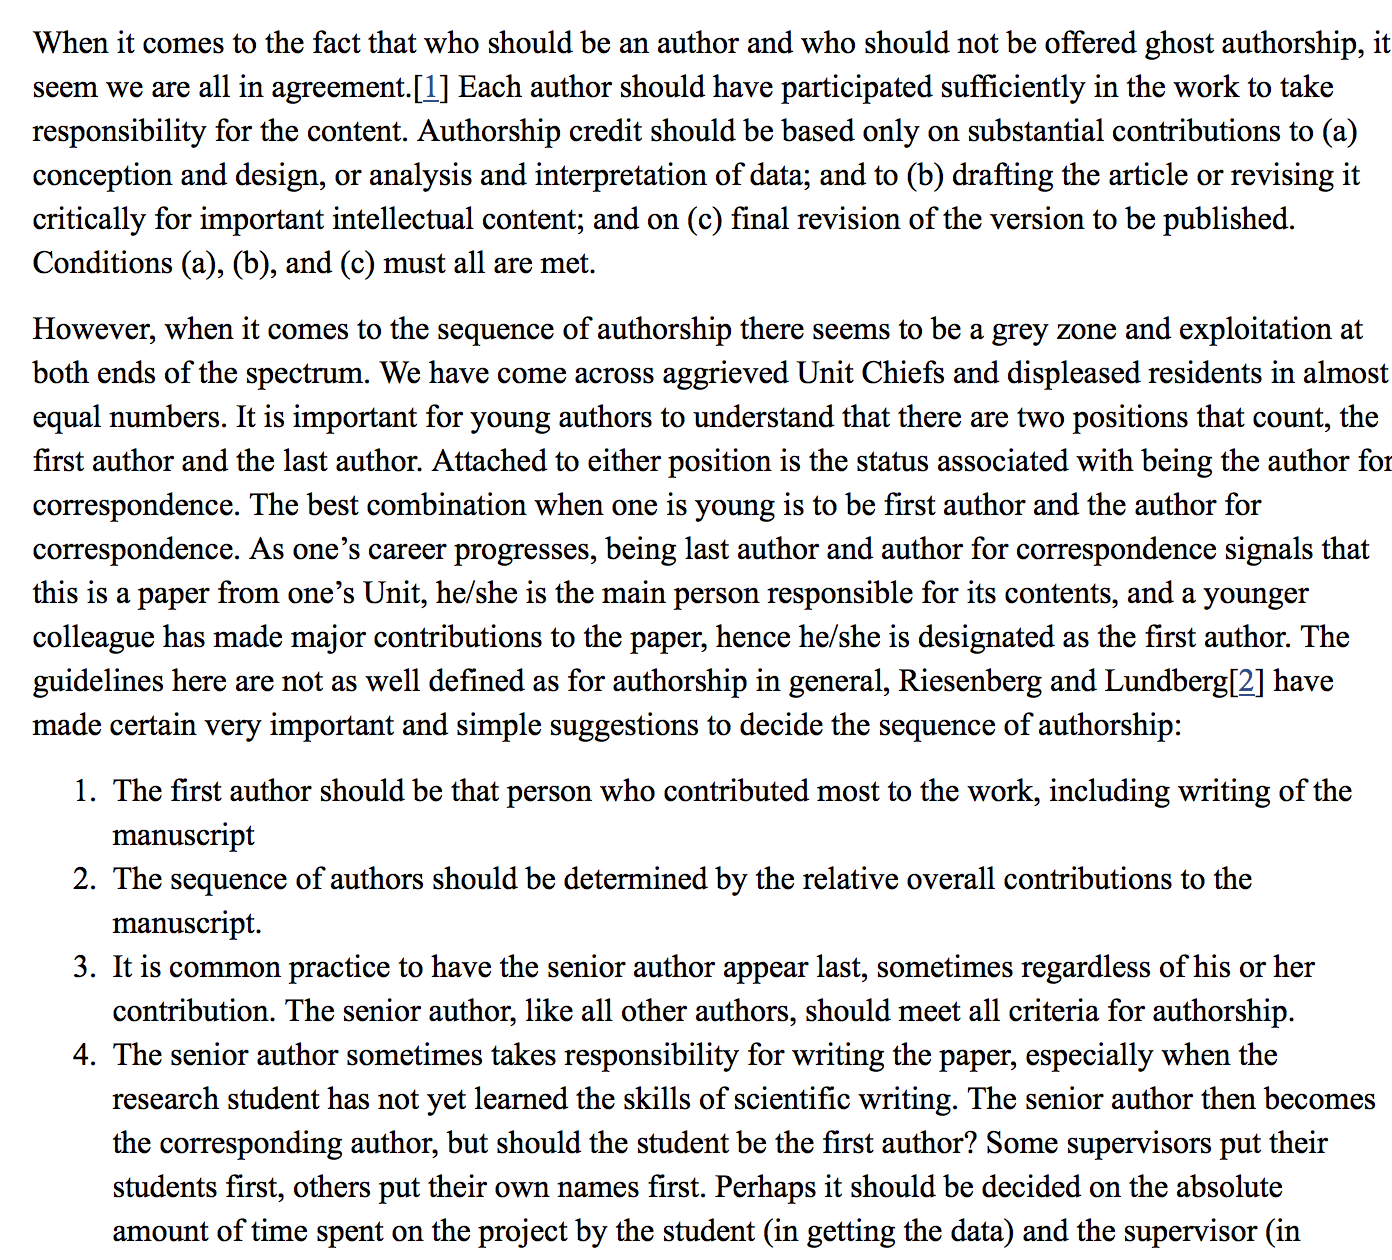 When it comes to the fact that who should be an author and who should not be offered ghost authorship, it
seem we are all in agreement.[1] Each author should have participated sufficiently in the work to take
responsibility for the content. Authorship credit should be based only on substantial contributions to (a)
conception and design, or analysis and interpretation of data; and to (b) drafting the article or revising it
critically for important intellectual content; and on (c) final revision of the version to be published.
Conditions (a), (b), and (c) must all are met.
However, when it comes to the sequence of authorship there seems to be a grey zone and exploitation at
both ends of the spectrum. We have come across aggrieved Unit Chiefs and displeased residents in almost
equal numbers. It is important for young authors to understand that there are two positions that count, the
first author and the last author. Attached to either position is the status associated with being the author for
correspondence. The best combination when one is young is to be first author and the author for
correspondence. As one’s career progresses, being last author and author for correspondence signals that
this is a paper from one’s Unit, he/she is the main person responsible for its contents, and a younger
colleague has made major contributions to the paper, hence he/she is designated as the first author. The
guidelines here are not as well defined as for authorship in general, Riesenberg and Lundberg[2] have
made certain very important and simple suggestions to decide the sequence of authorship:
1. The first author should be that person who contributed most to the work, including writing of the
manuscript
2. The sequence of authors should be determined by the relative overall contributions to the
manuscript.
3. It is common practice to have the senior author appear last, sometimes regardless of his or her
contribution. The senior author, like all other authors, should meet all criteria for authorship.
4. The senior author sometimes takes responsibility for writing the paper, especially when the
research student has not yet learned the skills of scientific writing. The senior author then becomes
the corresponding author, but should the student be the first author? Some supervisors put their
students first, others put their own names first. Perhaps it should be decided on the absolute
amount of time spent on the project by the student (in getting the data) and the supervisor (in